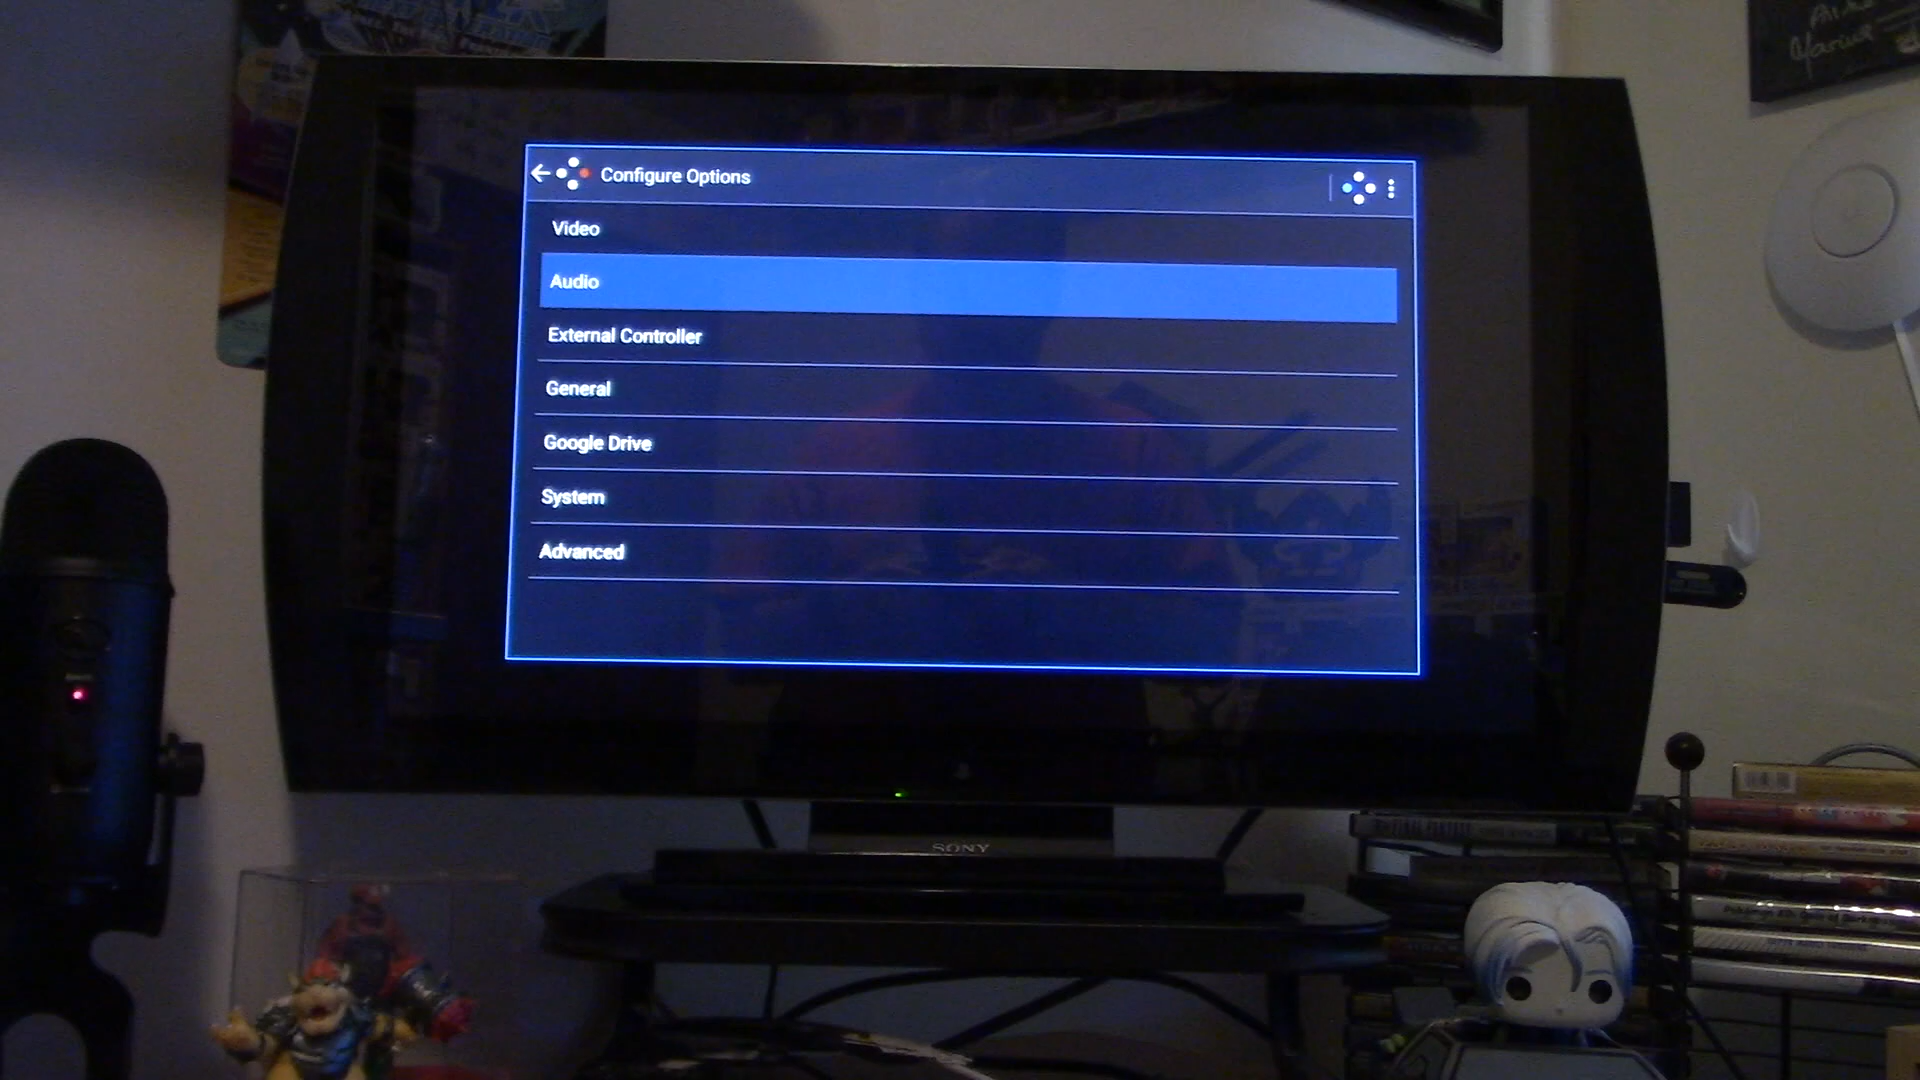 Configure Options
Video
Audio
External Controller
General
Google Drive
System
Advanced
SONY